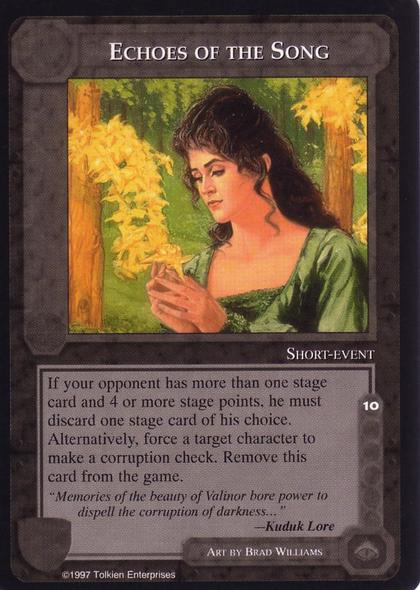 ECHOES OF THE SONG
SHORT-EVENT
If your opponent has more than one stage
card and 4 or more stage points, he must
discard one stage card of his choice.
Alternatively, force a target character to
make a corruption check. Remove this
card from the game.
10
“Memories of the beauty of Valinor bore power to
dispell the corruption of darkness...”
—Kuduk Lore
ART BY BRAD WILLIAMS
©1997 Tolkien Enterprises